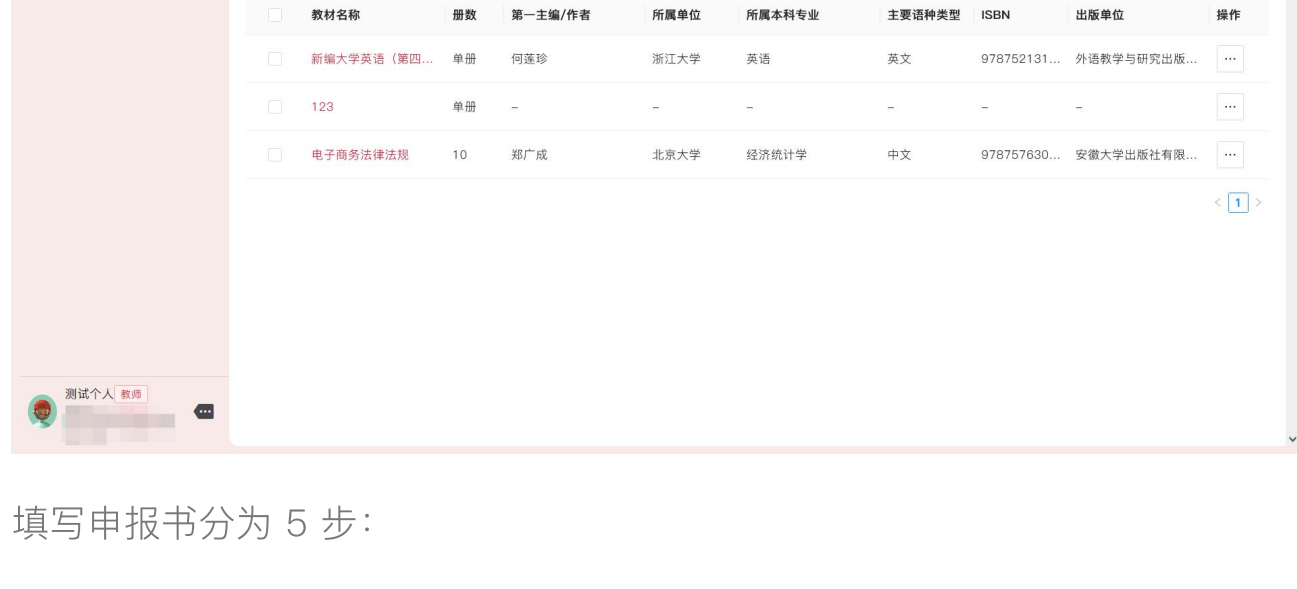 教材名称 册数 第一主编/作者 所属单位 所属本科专业 主要语种类型 ISBN 出版单位 操作
新编大学英语（第四... 单册 何莲珍 浙江大学 英语 英文 978752131... 外语教学与研究出版... ...
123 单册 – – – – – – ...
电子商务法律法规 10 郑广成 北京大学 经济统计学 中文 978757630... 安徽大学出版社有限... ...
< 1 >
测试个人 教师
填写申报书分为 5 步：